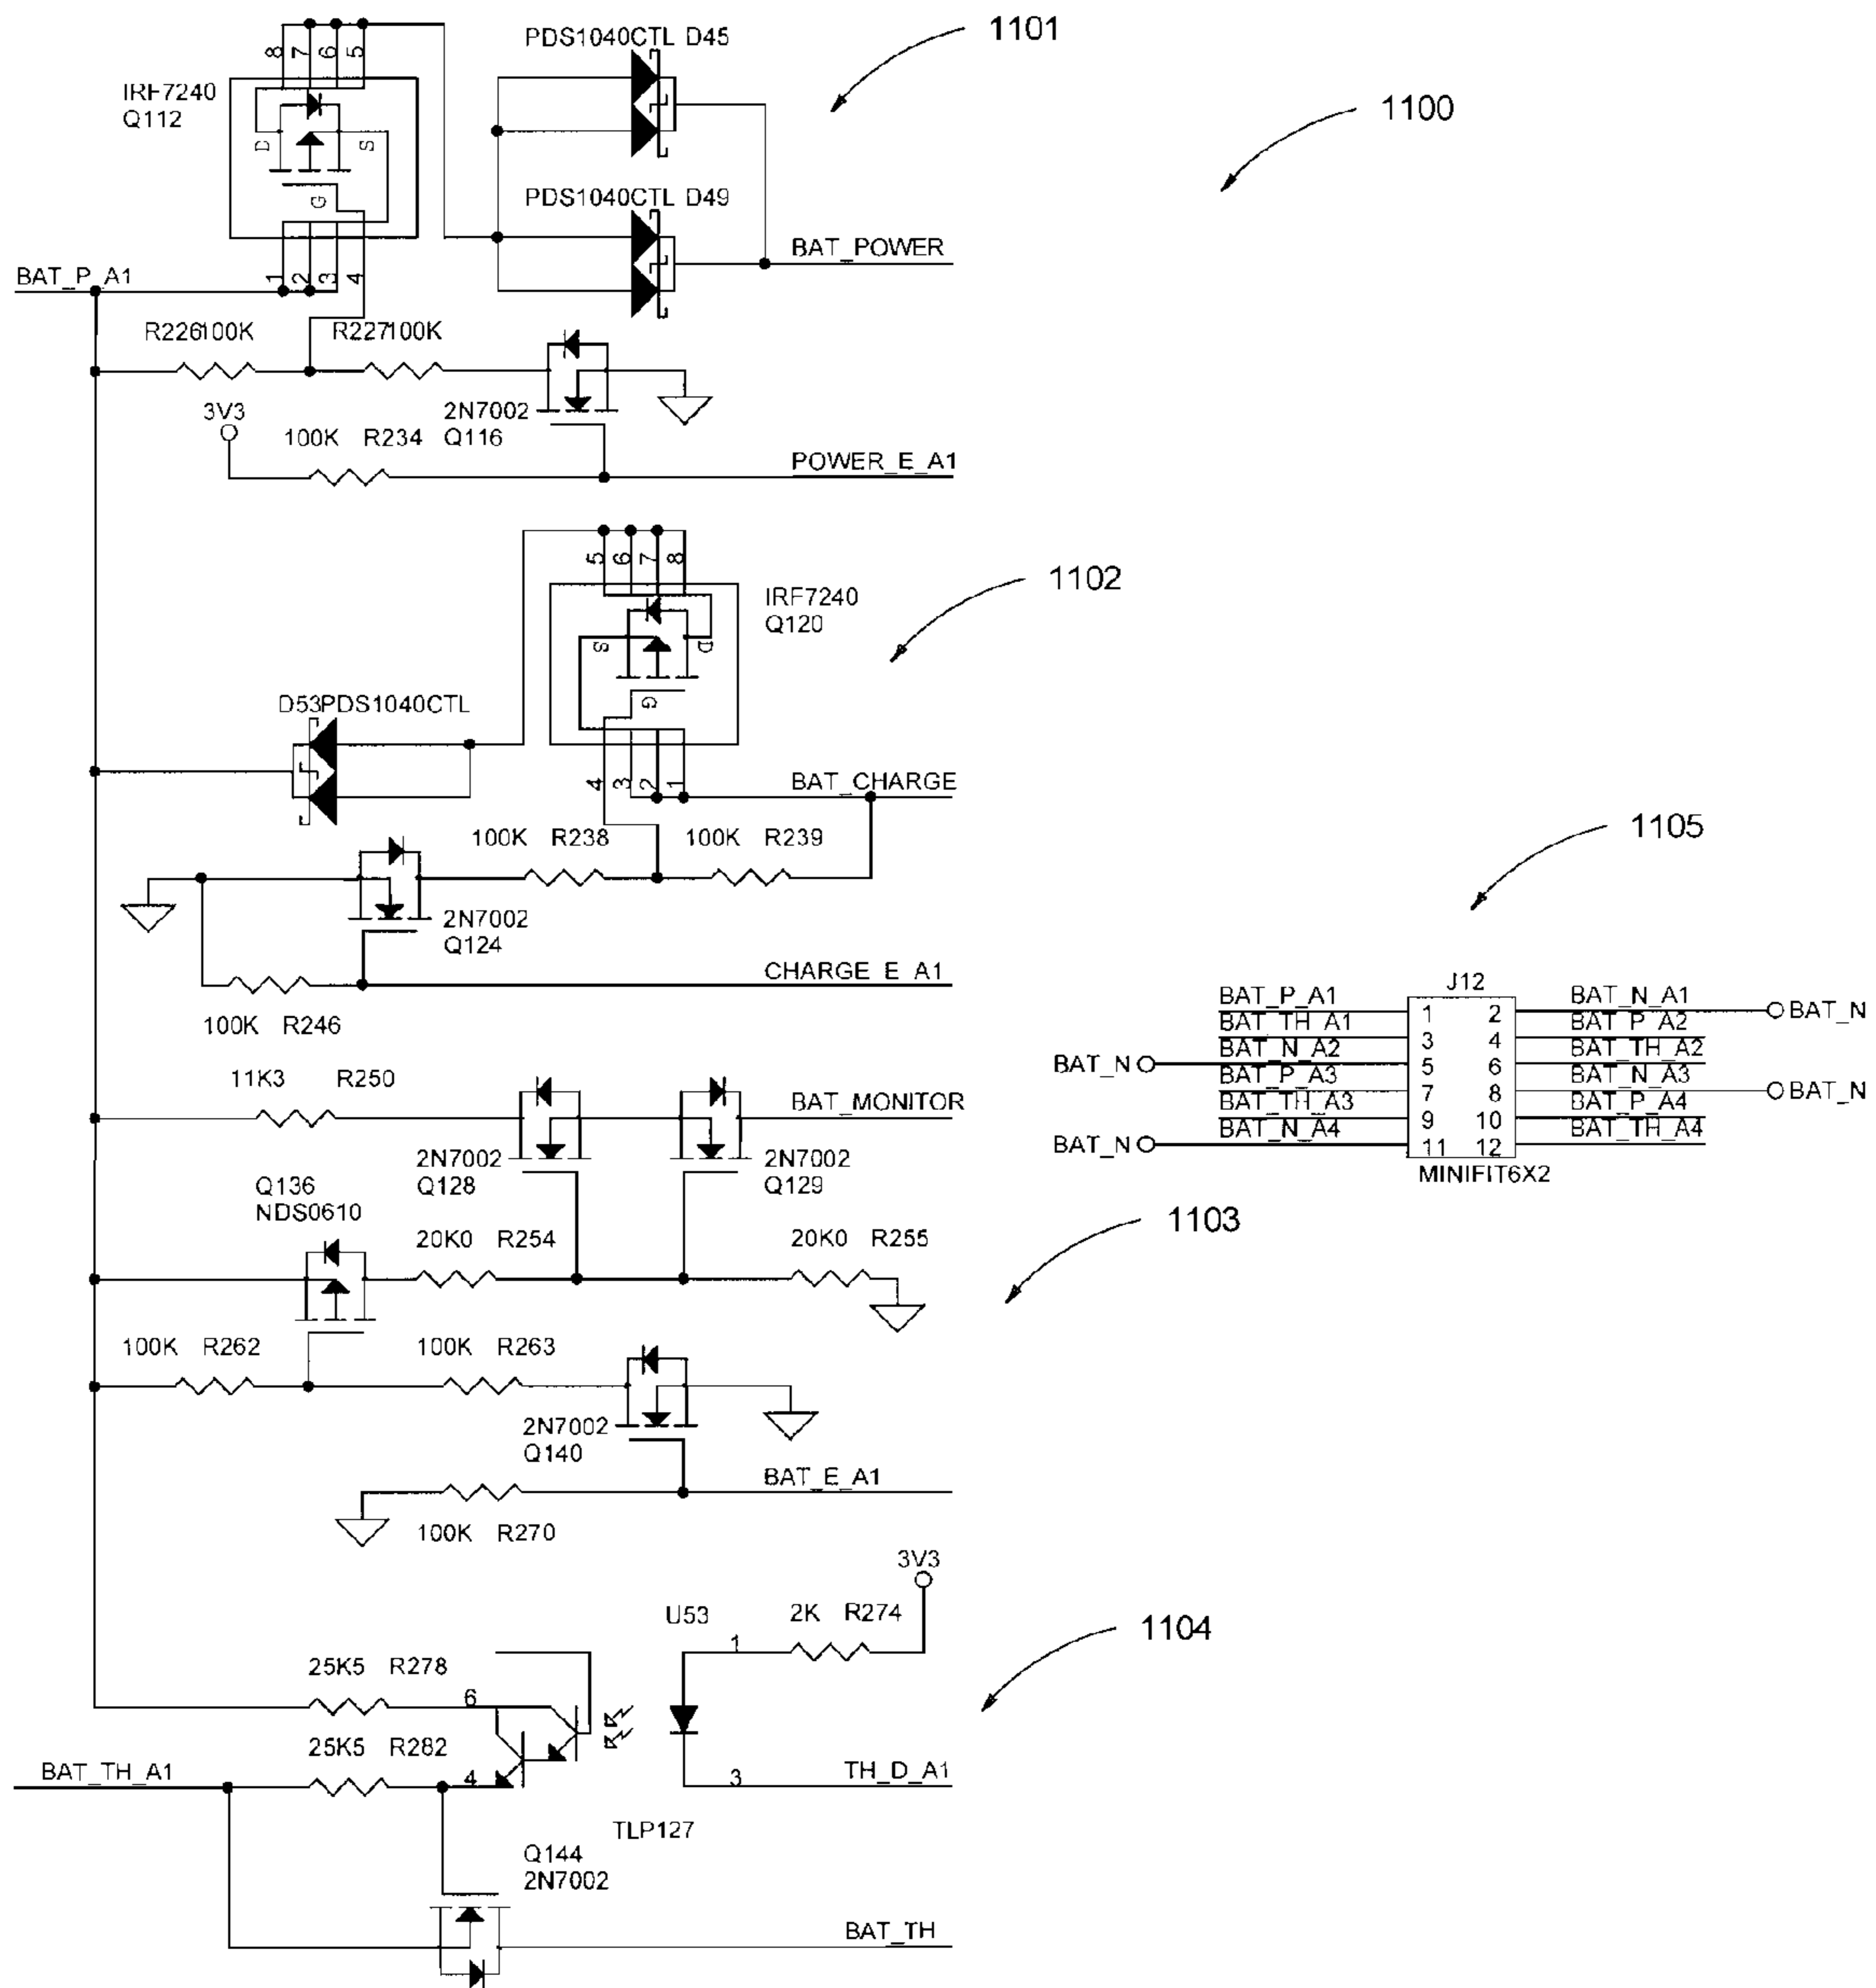 1101
1100
PDS1040CTL D45
8 7 6 5
IRF7240
Q112
D S
G
PDS1040CTL D49
BAT_POWER
1 2 3 4
BAT_P_A1
R226 100K R227 100K
3V3
100K R234
2N7002
Q116
POWER_E_A1
1102
5 6 7 8
IRF7240
Q120
S D
G
D53 PDS1040CTL
4 3 2 1
BAT_CHARGE
100K R238 100K R239
2N7002
Q124
CHARGE_E_A1
100K R246
1105
J12
BAT_P_A1 1 2 BAT_N_A1 BAT_N
BAT_TH_A1 3 4 BAT_P_A2
BAT_N BAT_N_A2 5 6 BAT_TH_A2
BAT_P_A3 7 8 BAT_N_A3 BAT_N
BAT_TH_A3 9 10 BAT_P_A4
BAT_N BAT_N_A4 11 12 BAT_TH_A4
MINIFIT6X2
11K3 R250
BAT_MONITOR
2N7002
Q128
2N7002
Q129
1103
Q136
NDS0610
20K0 R254
20K0 R255
100K R262 100K R263
2N7002
Q140
BAT_E_A1
100K R270
3V3
U53
2K R274
1104
1
25K5 R278
6
25K5 R282
BAT_TH_A1
4
3
TH_D_A1
TLP127
Q144
2N7002
BAT_TH